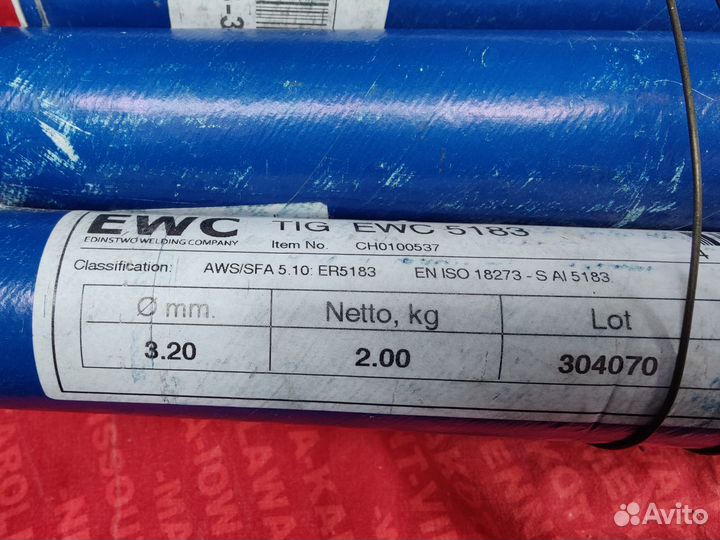 -3
EWC
EDINSTWO WELDING COMPANY
TIG EWC 5183
Item No. CH0100537
Classification: AWS/SFA 5.10: ER5183 EN ISO 18273 - S Al 5183
Ø mm. Netto, kg Lot
3.20 2.00 304070
Avito